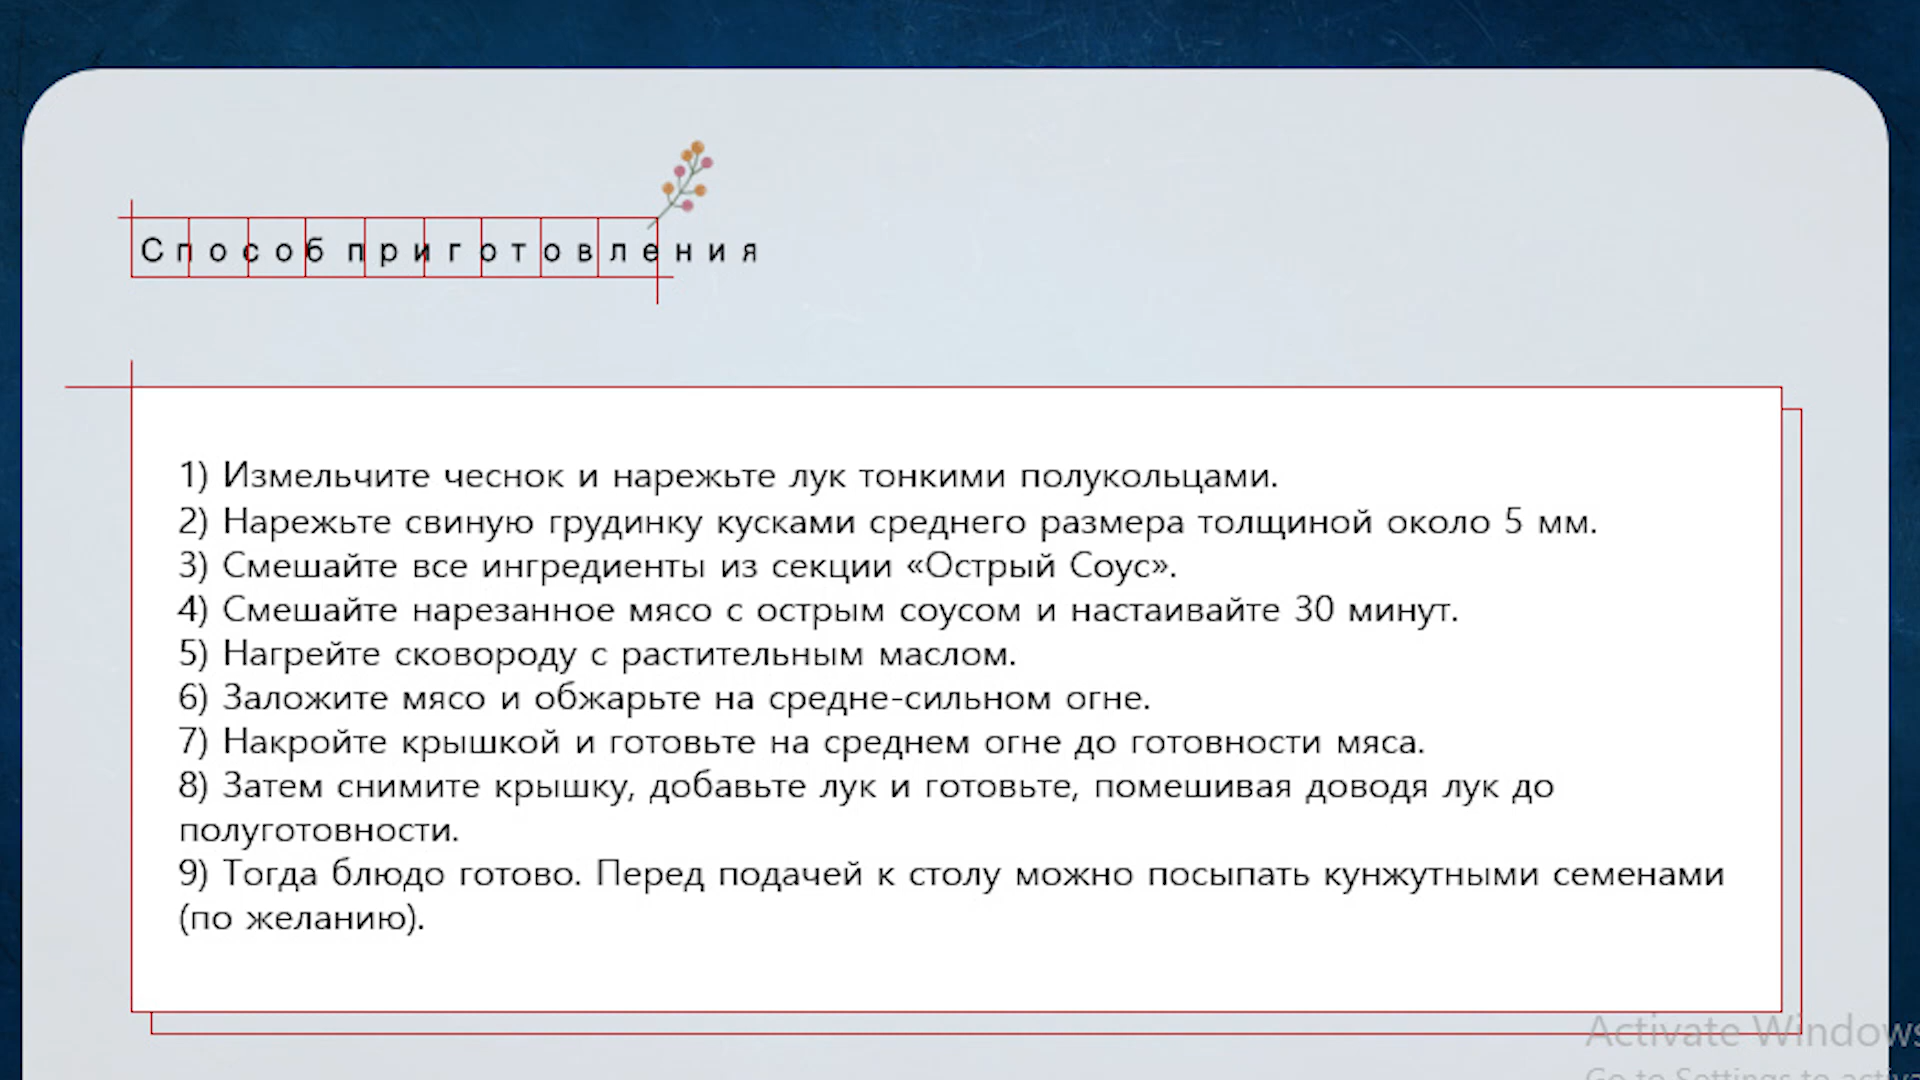 Способ приготовления
1) Измельчите чеснок и нарежьте лук тонкими полукольцами.
2) Нарежьте свиную грудинку кусками среднего размера толщиной около 5 мм.
3) Смешайте все ингредиенты из секции «Острый Соус».
4) Смешайте нарезанное мясо с острым соусом и настаивайте 30 минут.
5) Нагрейте сковороду с растительным маслом.
6) Заложите мясо и обжарьте на средне-сильном огне.
7) Накройте крышкой и готовьте на среднем огне до готовности мяса.
8) Затем снимите крышку, добавьте лук и готовьте, помешивая доводя лук до
полуготовности.
9) Тогда блюдо готово. Перед подачей к столу можно посыпать кунжутными семенами
(по желанию).
Activate Windows
Go to Settings to